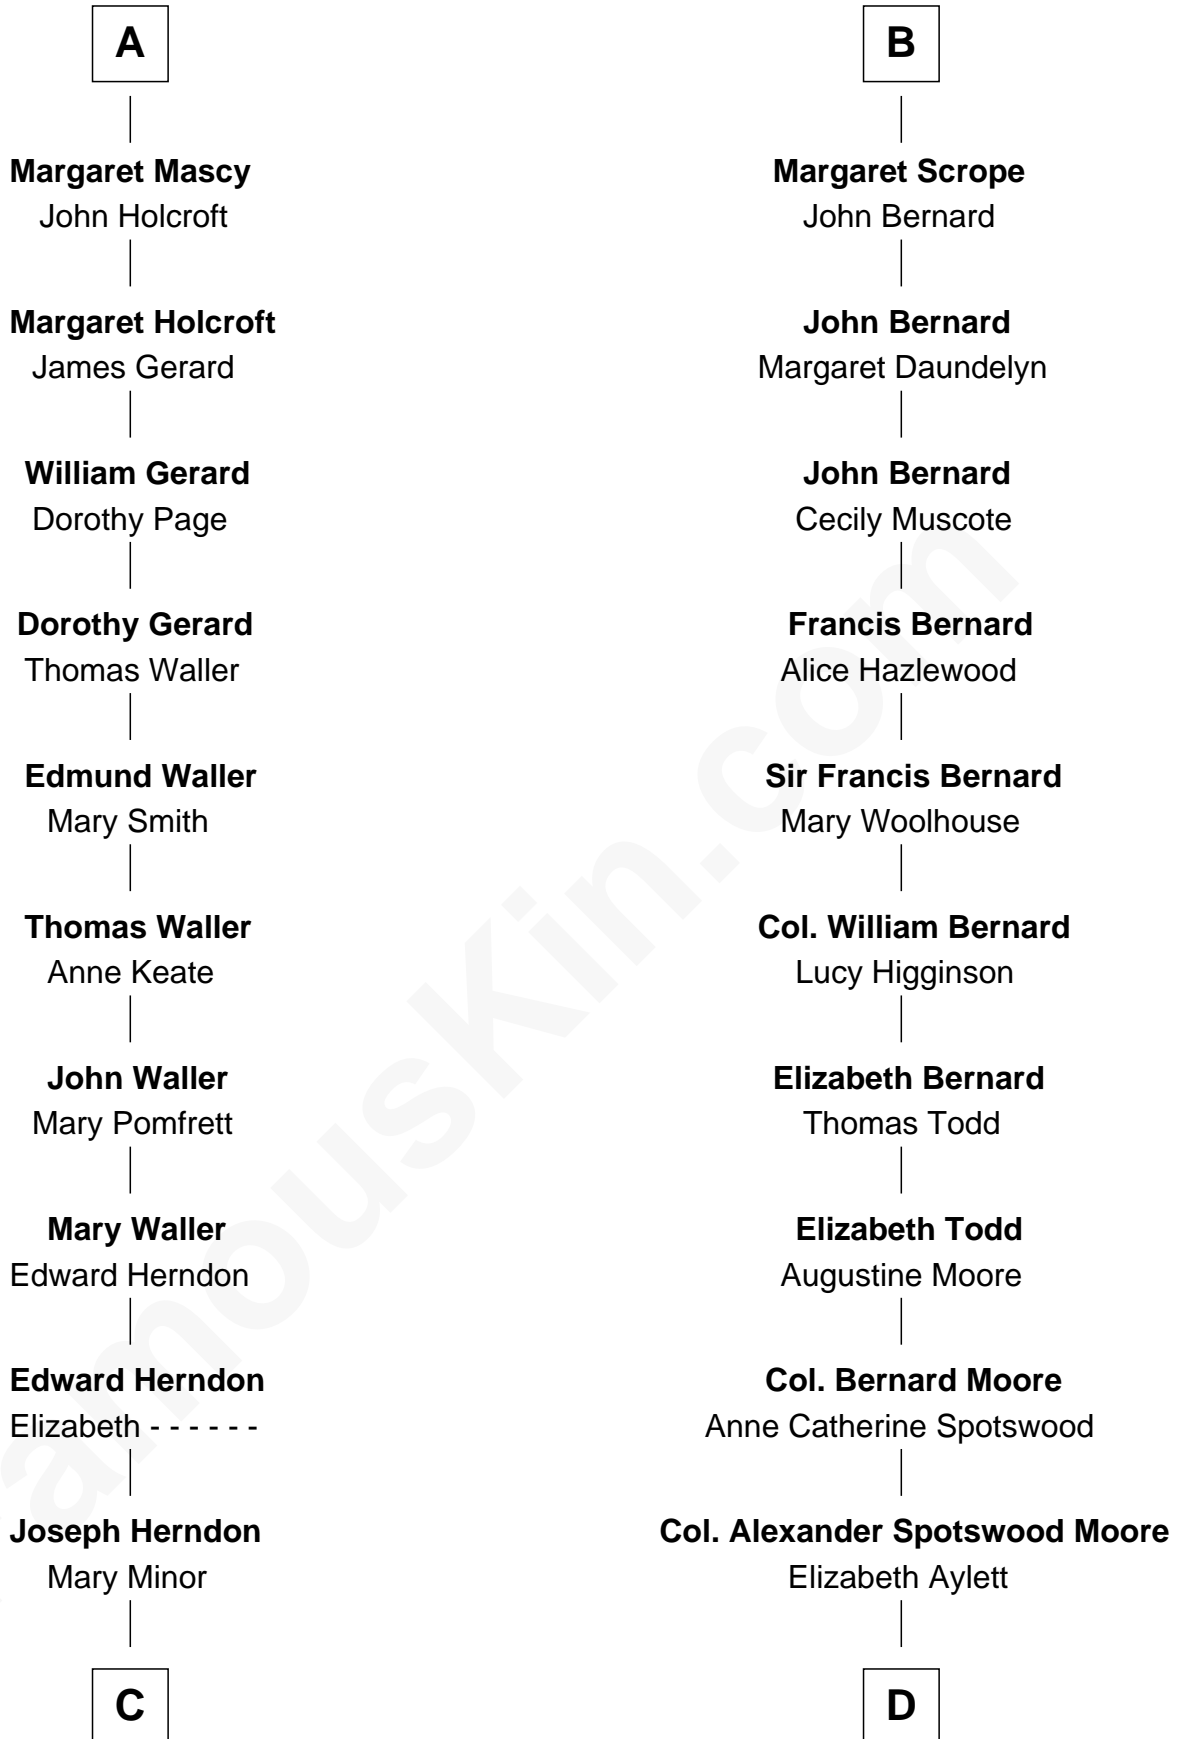 A
Margaret Mascy
John Holcroft
Margaret Holcroft
James Gerard
William Gerard
Dorothy Page
Dorothy Gerard
Thomas Waller
Edmund Waller
Mary Smith
Thomas Waller
Anne Keate
John Waller
Mary Pomfrett
Mary Waller
Edward Herndon
Edward Herndon
Elizabeth - - - - - -
Joseph Herndon
Mary Minor
C
B
Margaret Scrope
John Bernard
John Bernard
Margaret Daundelyn
John Bernard
Cecily Muscote
Francis Bernard
Alice Hazlewood
Sir Francis Bernard
Mary Woolhouse
Col. William Bernard
Lucy Higginson
Elizabeth Bernard
Thomas Todd
Elizabeth Todd
Augustine Moore
Col. Bernard Moore
Anne Catherine Spotswood
Col. Alexander Spotswood Moore
Elizabeth Aylett
D
amousKin.com